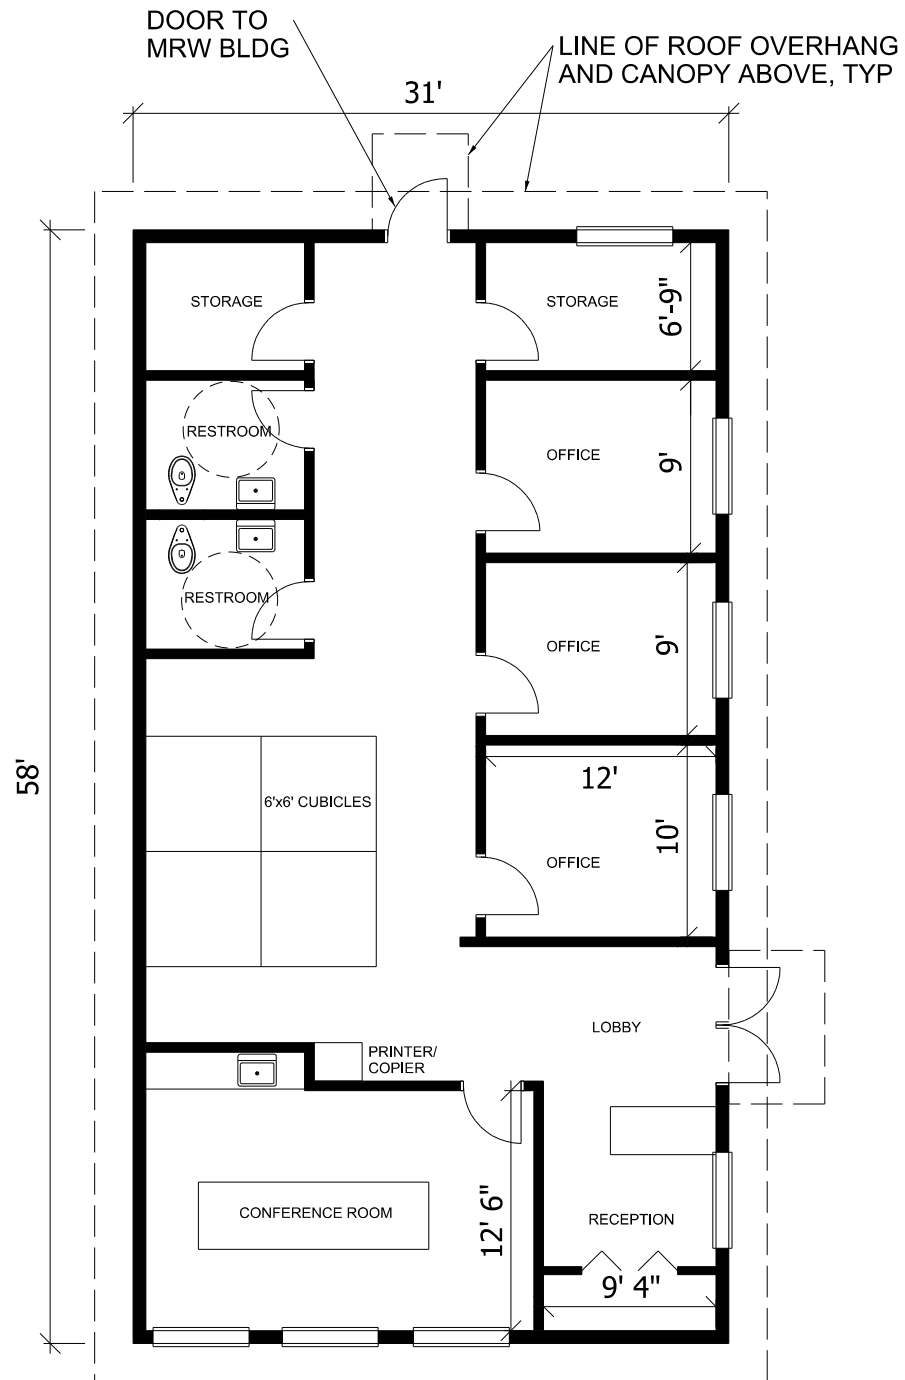 DOOR TO
MRW BLDG
LINE OF ROOF OVERHANG
AND CANOPY ABOVE, TYP
31'
STORAGE
STORAGE
6'-9"
RESTROOM
OFFICE
9'
RESTROOM
OFFICE
9'
58'
12'
6'x6' CUBICLES
10'
OFFICE
LOBBY
PRINTER/
COPIER
CONFERENCE ROOM
12' 6"
RECEPTION
9' 4"